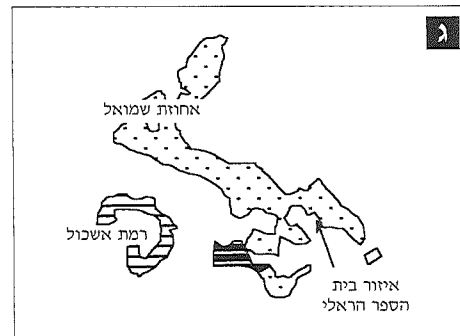 ג
אחוזת שמואל
רמת אשכול
איזור בית
הספר הראלי